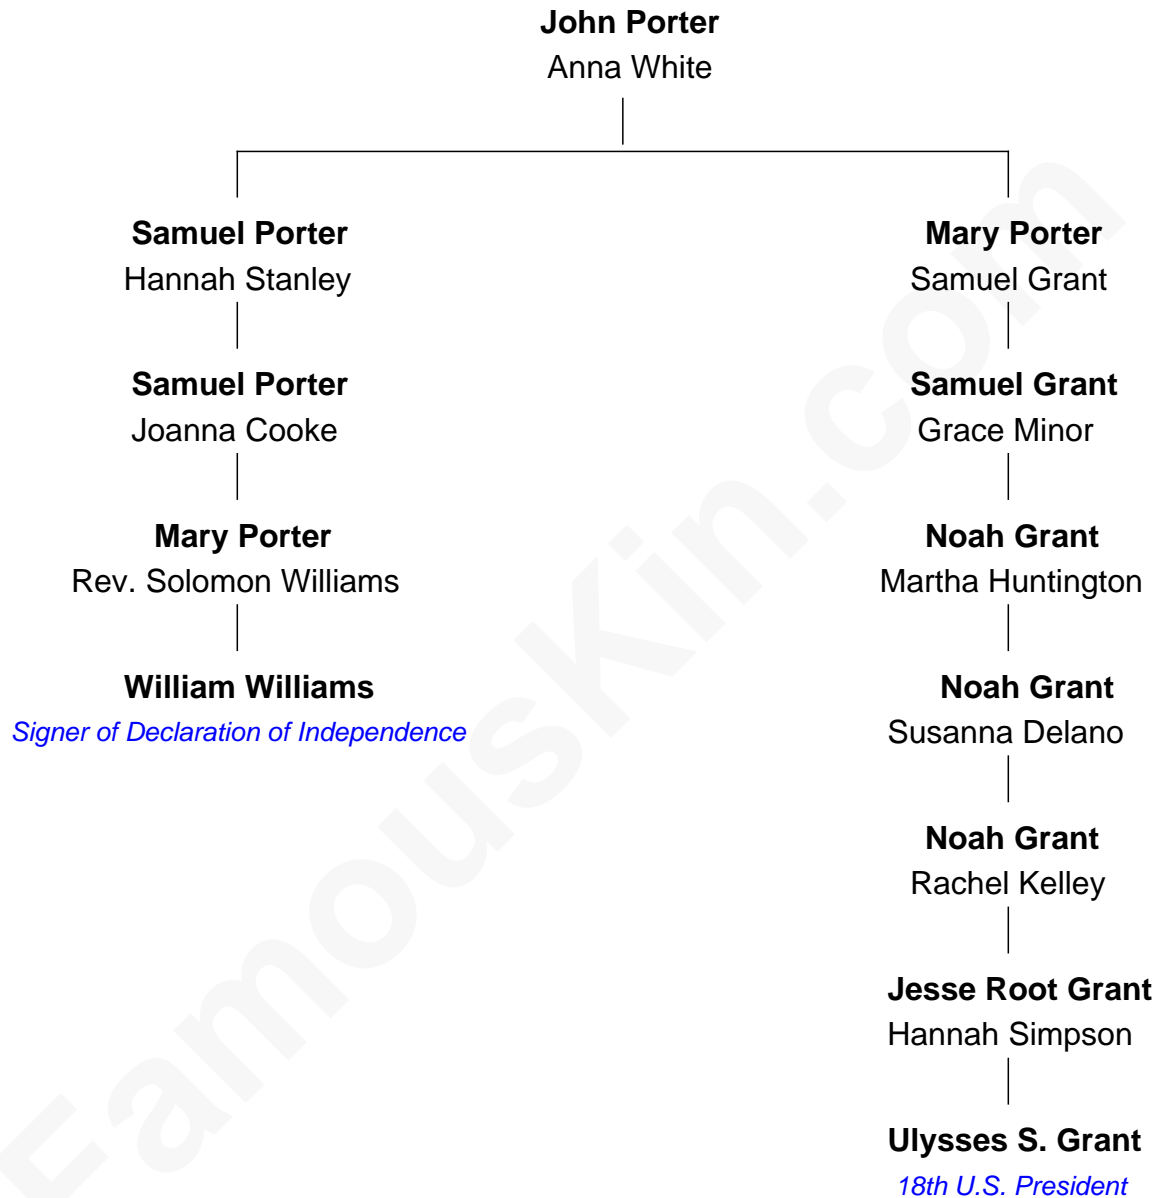 John Porter
Anna White
Samuel Porter
Hannah Stanley
Mary Porter
Samuel Grant
Samuel Porter
Joanna Cooke
Samuel Grant
Grace Minor
Mary Porter
Rev. Solomon Williams
Noah Grant
Martha Huntington
William Williams
Signer of Declaration of Independence
Noah Grant
Susanna Delano
Noah Grant
Rachel Kelley
Jesse Root Grant
Hannah Simpson
Ulysses S. Grant
18th U.S. President
FamousKin.com